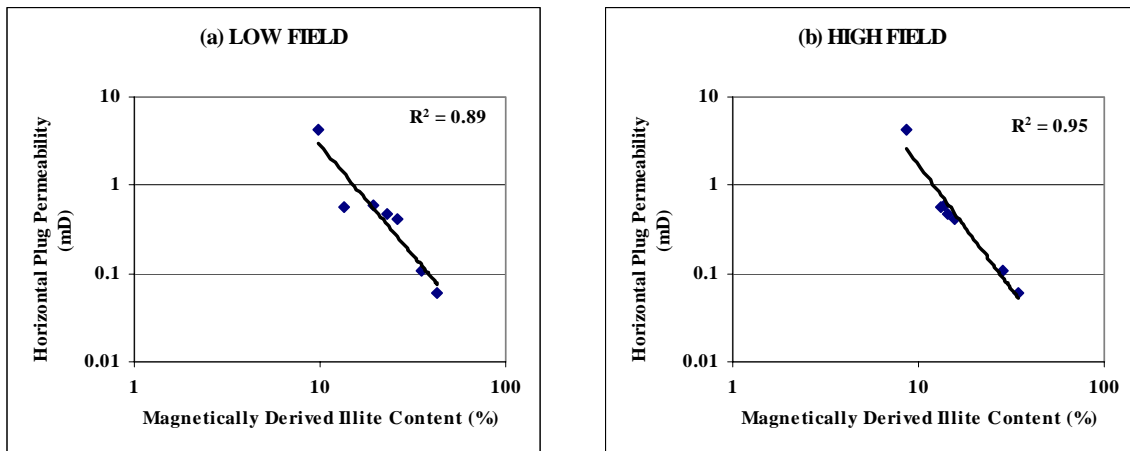 (a) LOW FIELD
R² = 0.89
10
1
0.1
0.01
Horizontal Plug Permeability
(mD)
1
10
100
Magnetically Derived Illite Content (%)
(b) HIGH FIELD
R² = 0.95
10
1
0.1
0.01
Horizontal Plug Permeability
(mD)
1
10
100
Magnetically Derived Illite Content (%)